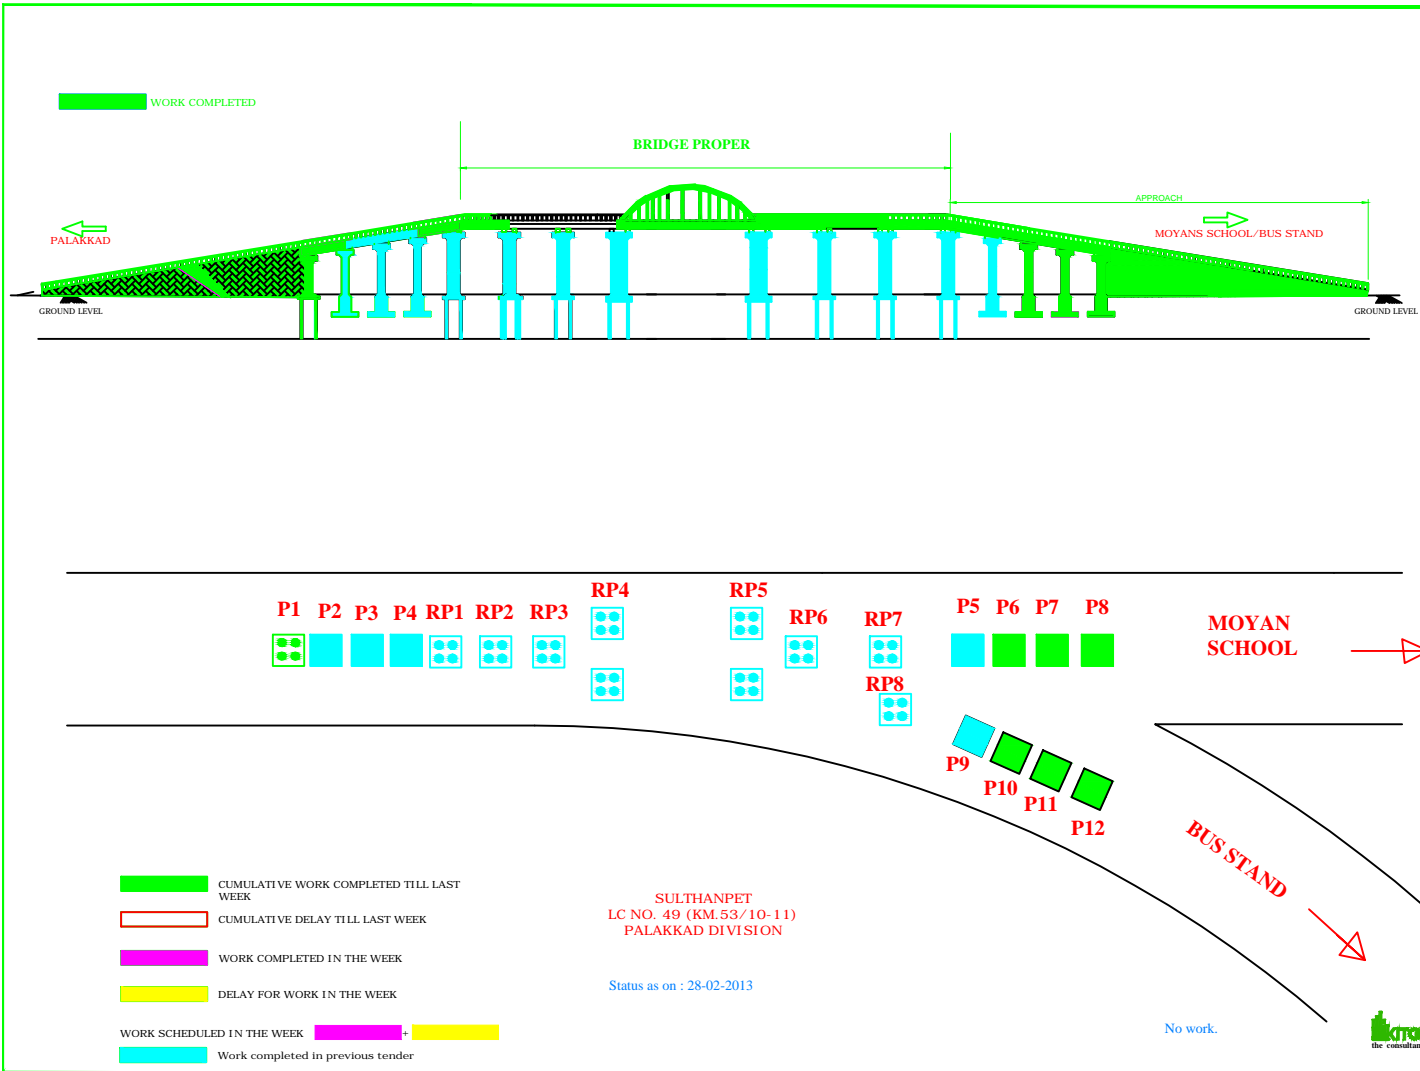 WORK COMPLETED
BRIDGE PROPER
APPROACH
PALAKKAD
MOYANS SCHOOL/BUS STAND
GROUND LEVEL
GROUND LEVEL
P1 P2 P3 P4 RP1 RP2 RP3 RP4 RP5 RP6 RP7 P5 P6 P7 P8
MOYAN
SCHOOL
RP8
P9
P10
P11
P12
BUS STAND
CUMULATIVE WORK COMPLETED TILL LAST
WEEK
CUMULATIVE DELAY TILL LAST WEEK
WORK COMPLETED IN THE WEEK
DELAY FOR WORK IN THE WEEK
WORK SCHEDULED IN THE WEEK +
Work completed in previous tender
SULTHANPET
LC NO. 49 (KM.53/10-11)
PALAKKAD DIVISION
Status as on : 28-02-2013
No work.
the